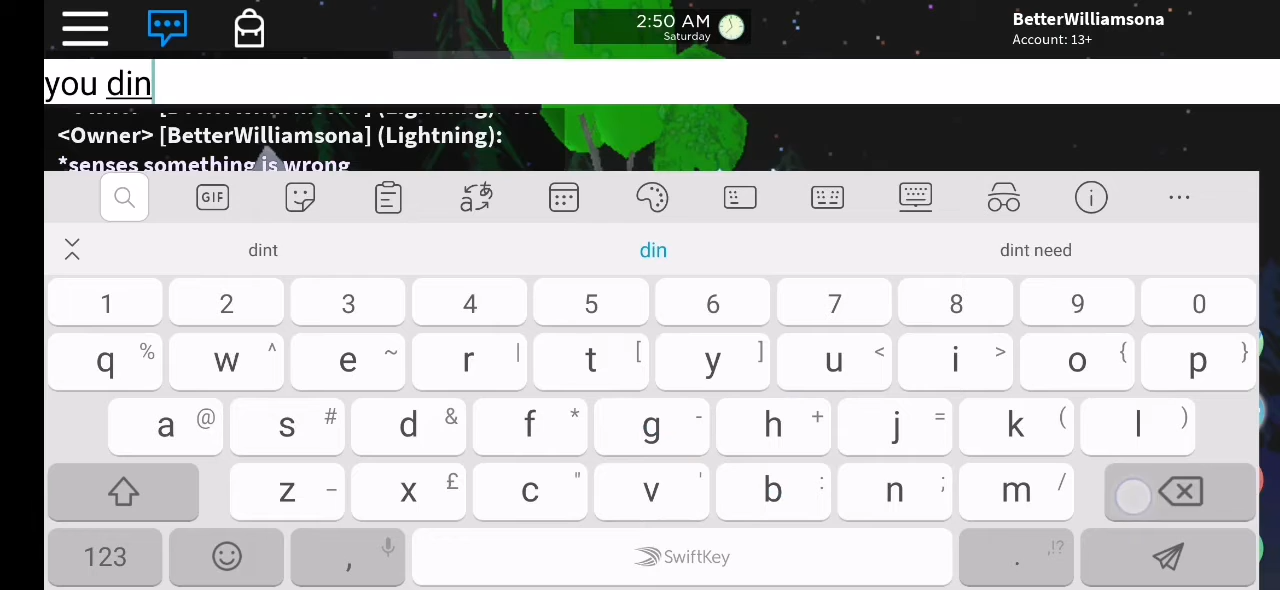 2:50 AM
Saturday
BetterWilliamsona
Account: 13+
you din
<Owner> [BetterWilliamsona] (Lightning):
*senses something is wrong
GIF
dint din dint need
1 2 3 4 5 6 7 8 9 0
q % w ^ e ~ r | t [ y ] u < i > o { p }
a @ s # d & f * g - h + j = k ( l )
z _ x £ c " v ' b : n ; m /
123 , SwiftKey . ,!?